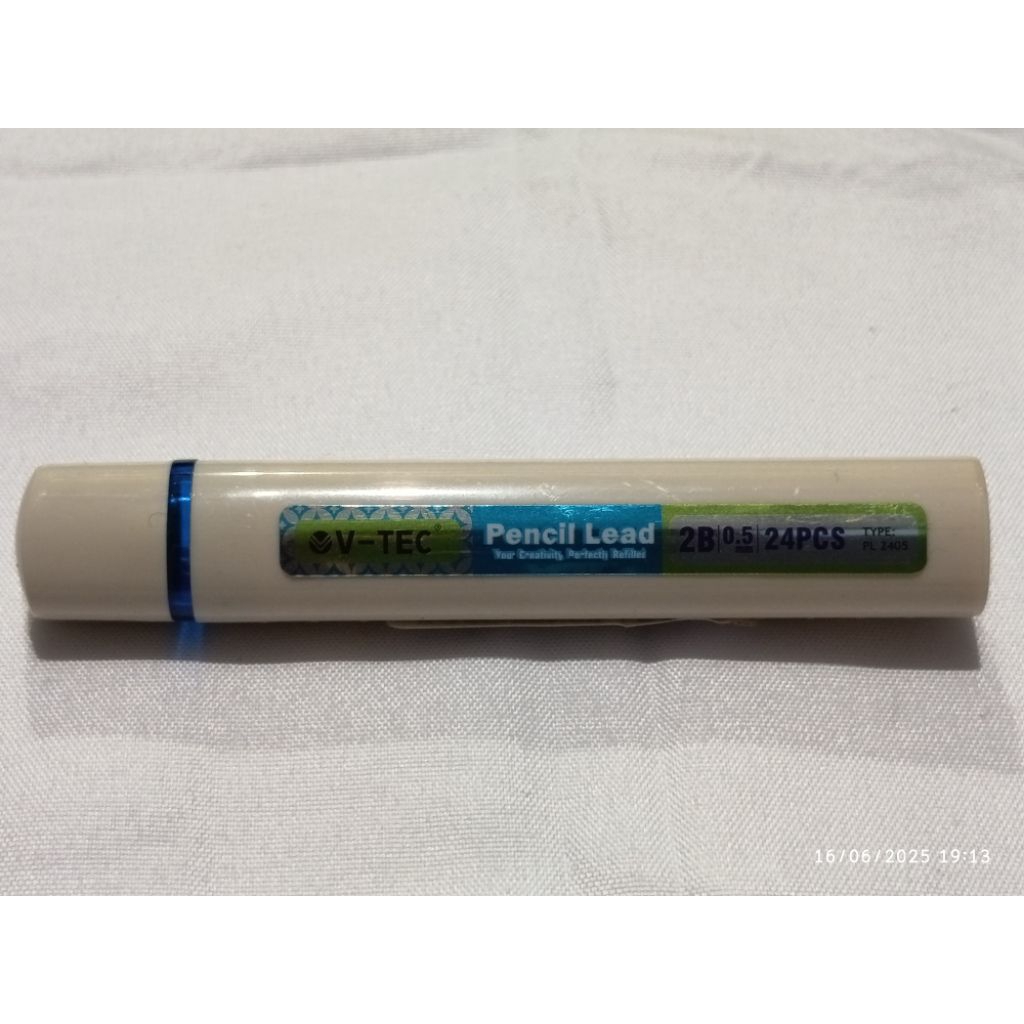 V-TEC®
Pencil Lead
Your Creativity, Perfectly Refilled
2B 0.5 mm 24PCS
TYPE:
PL 2405
16/06/2025 19:13